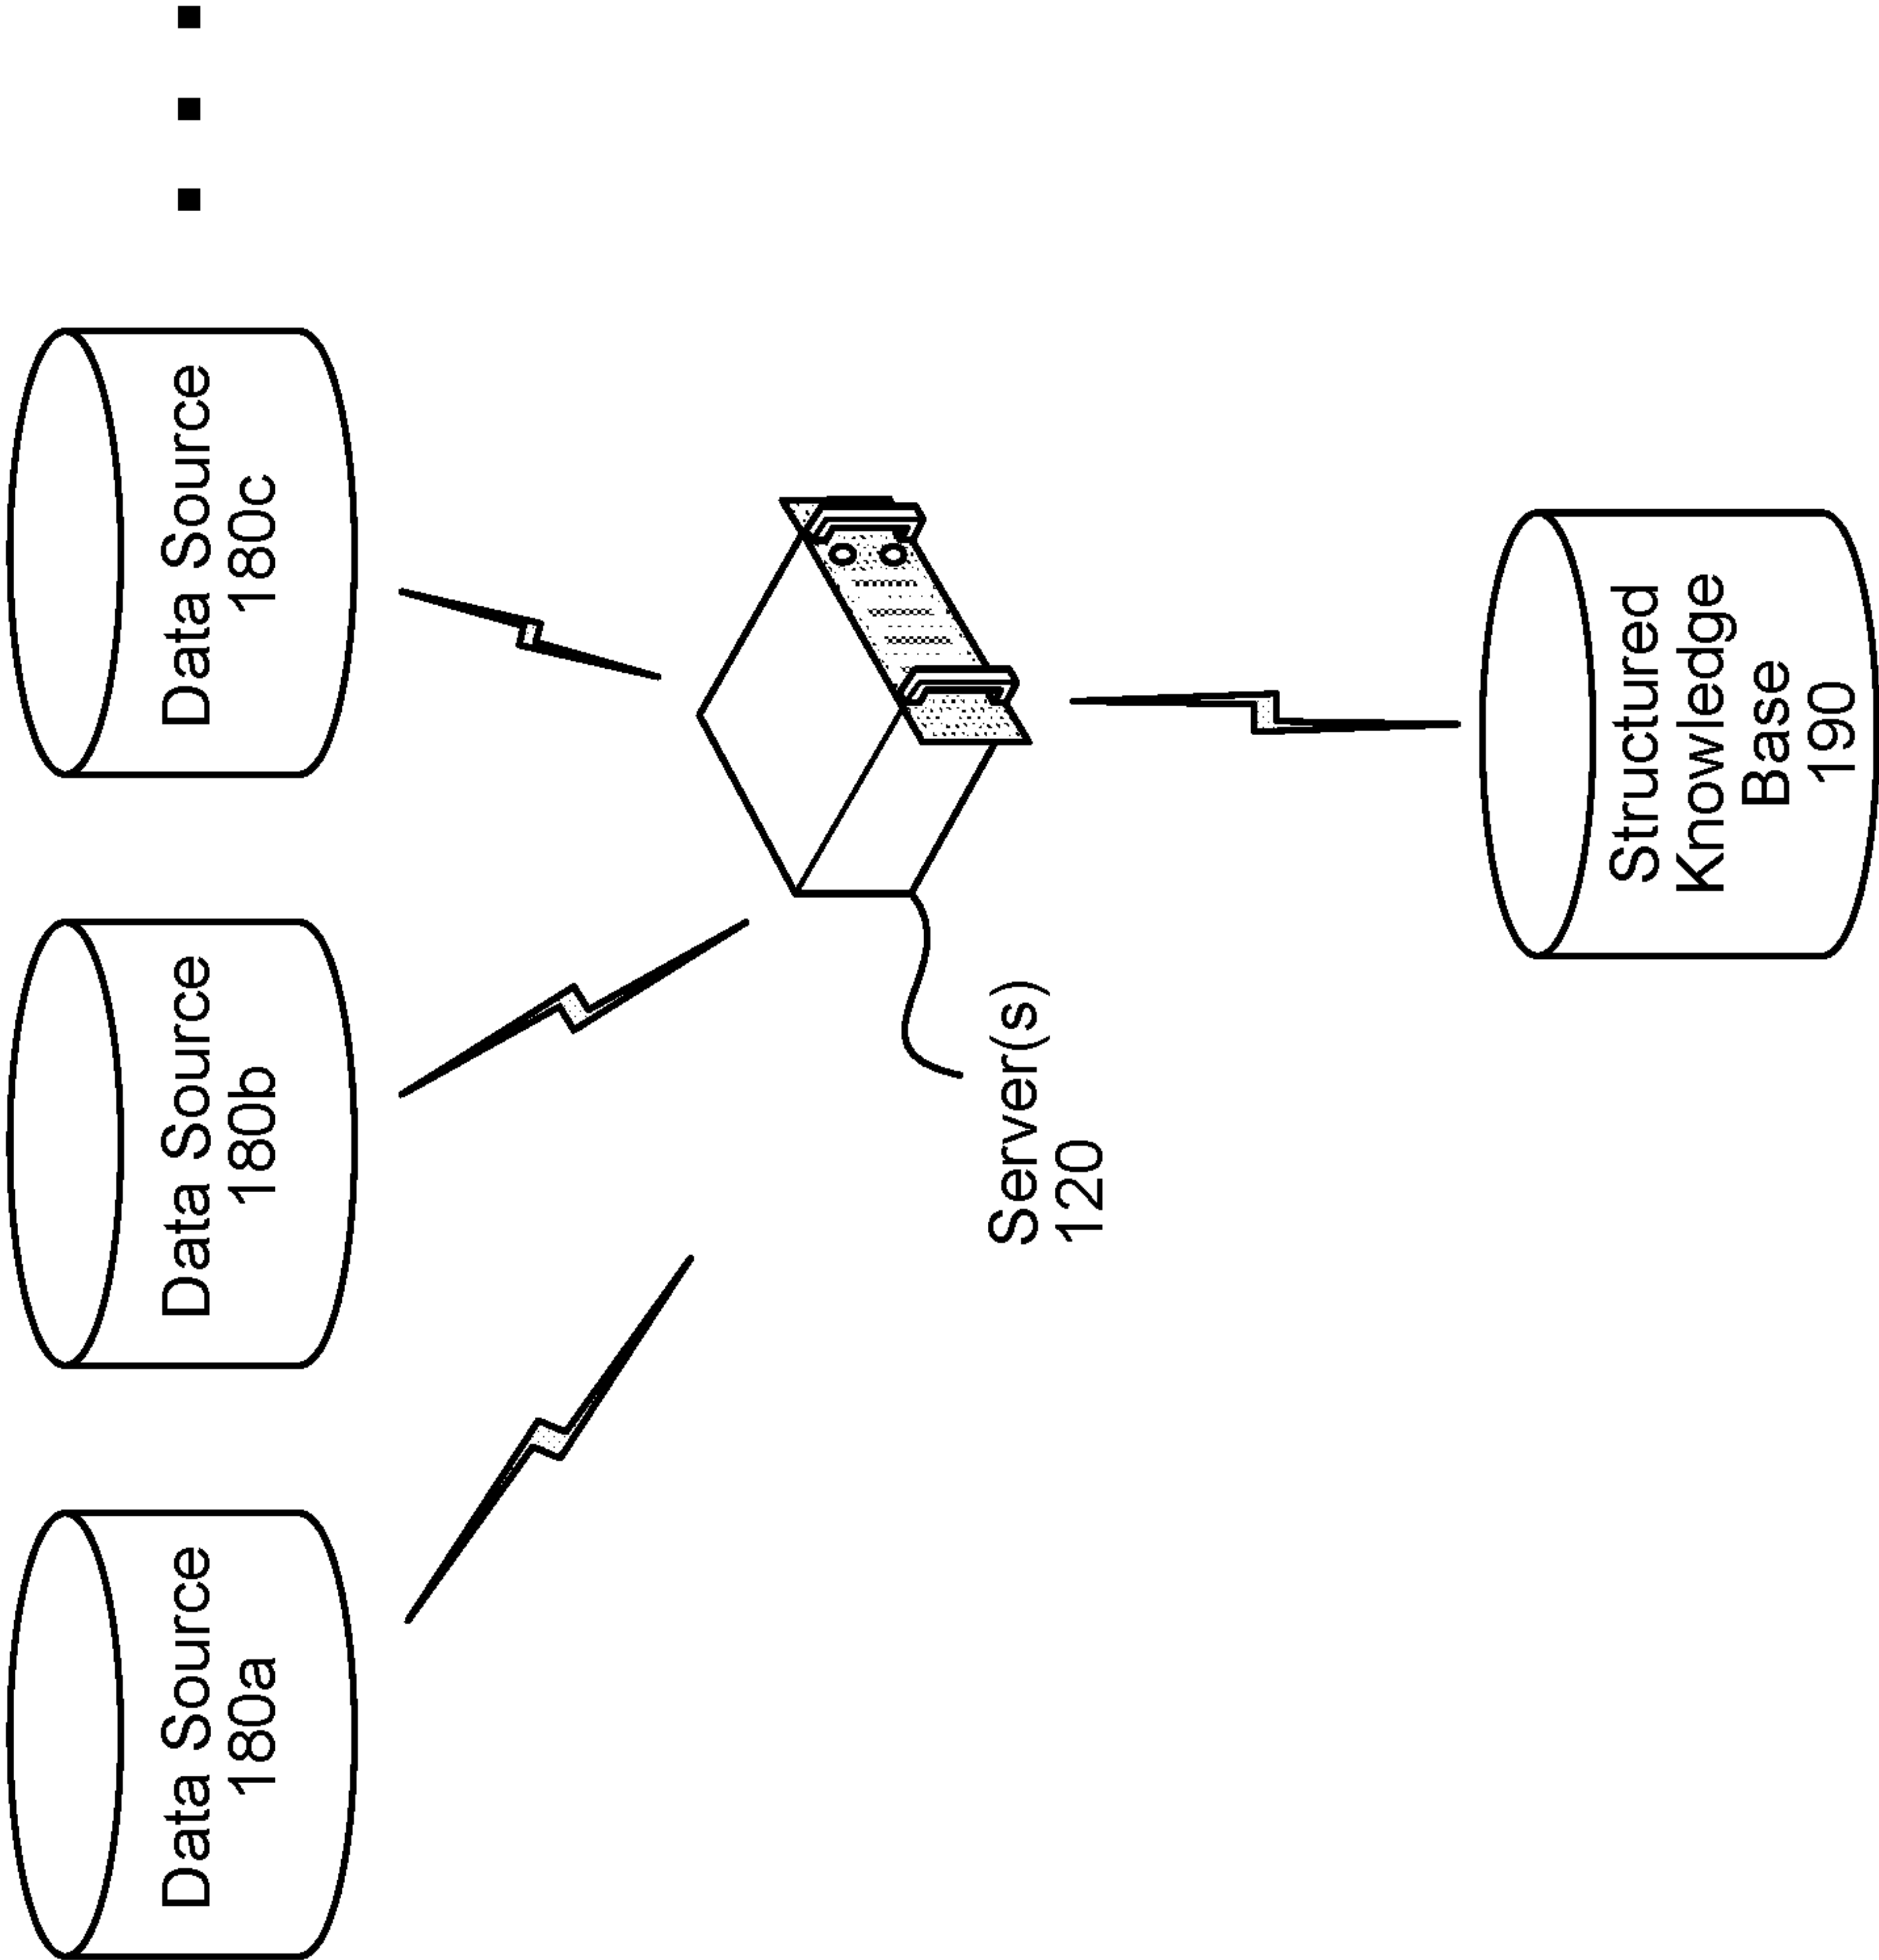 Data Source
180a
Data Source
180b
Data Source
180c
Server(s)
120
Structured
Knowledge
Base
190